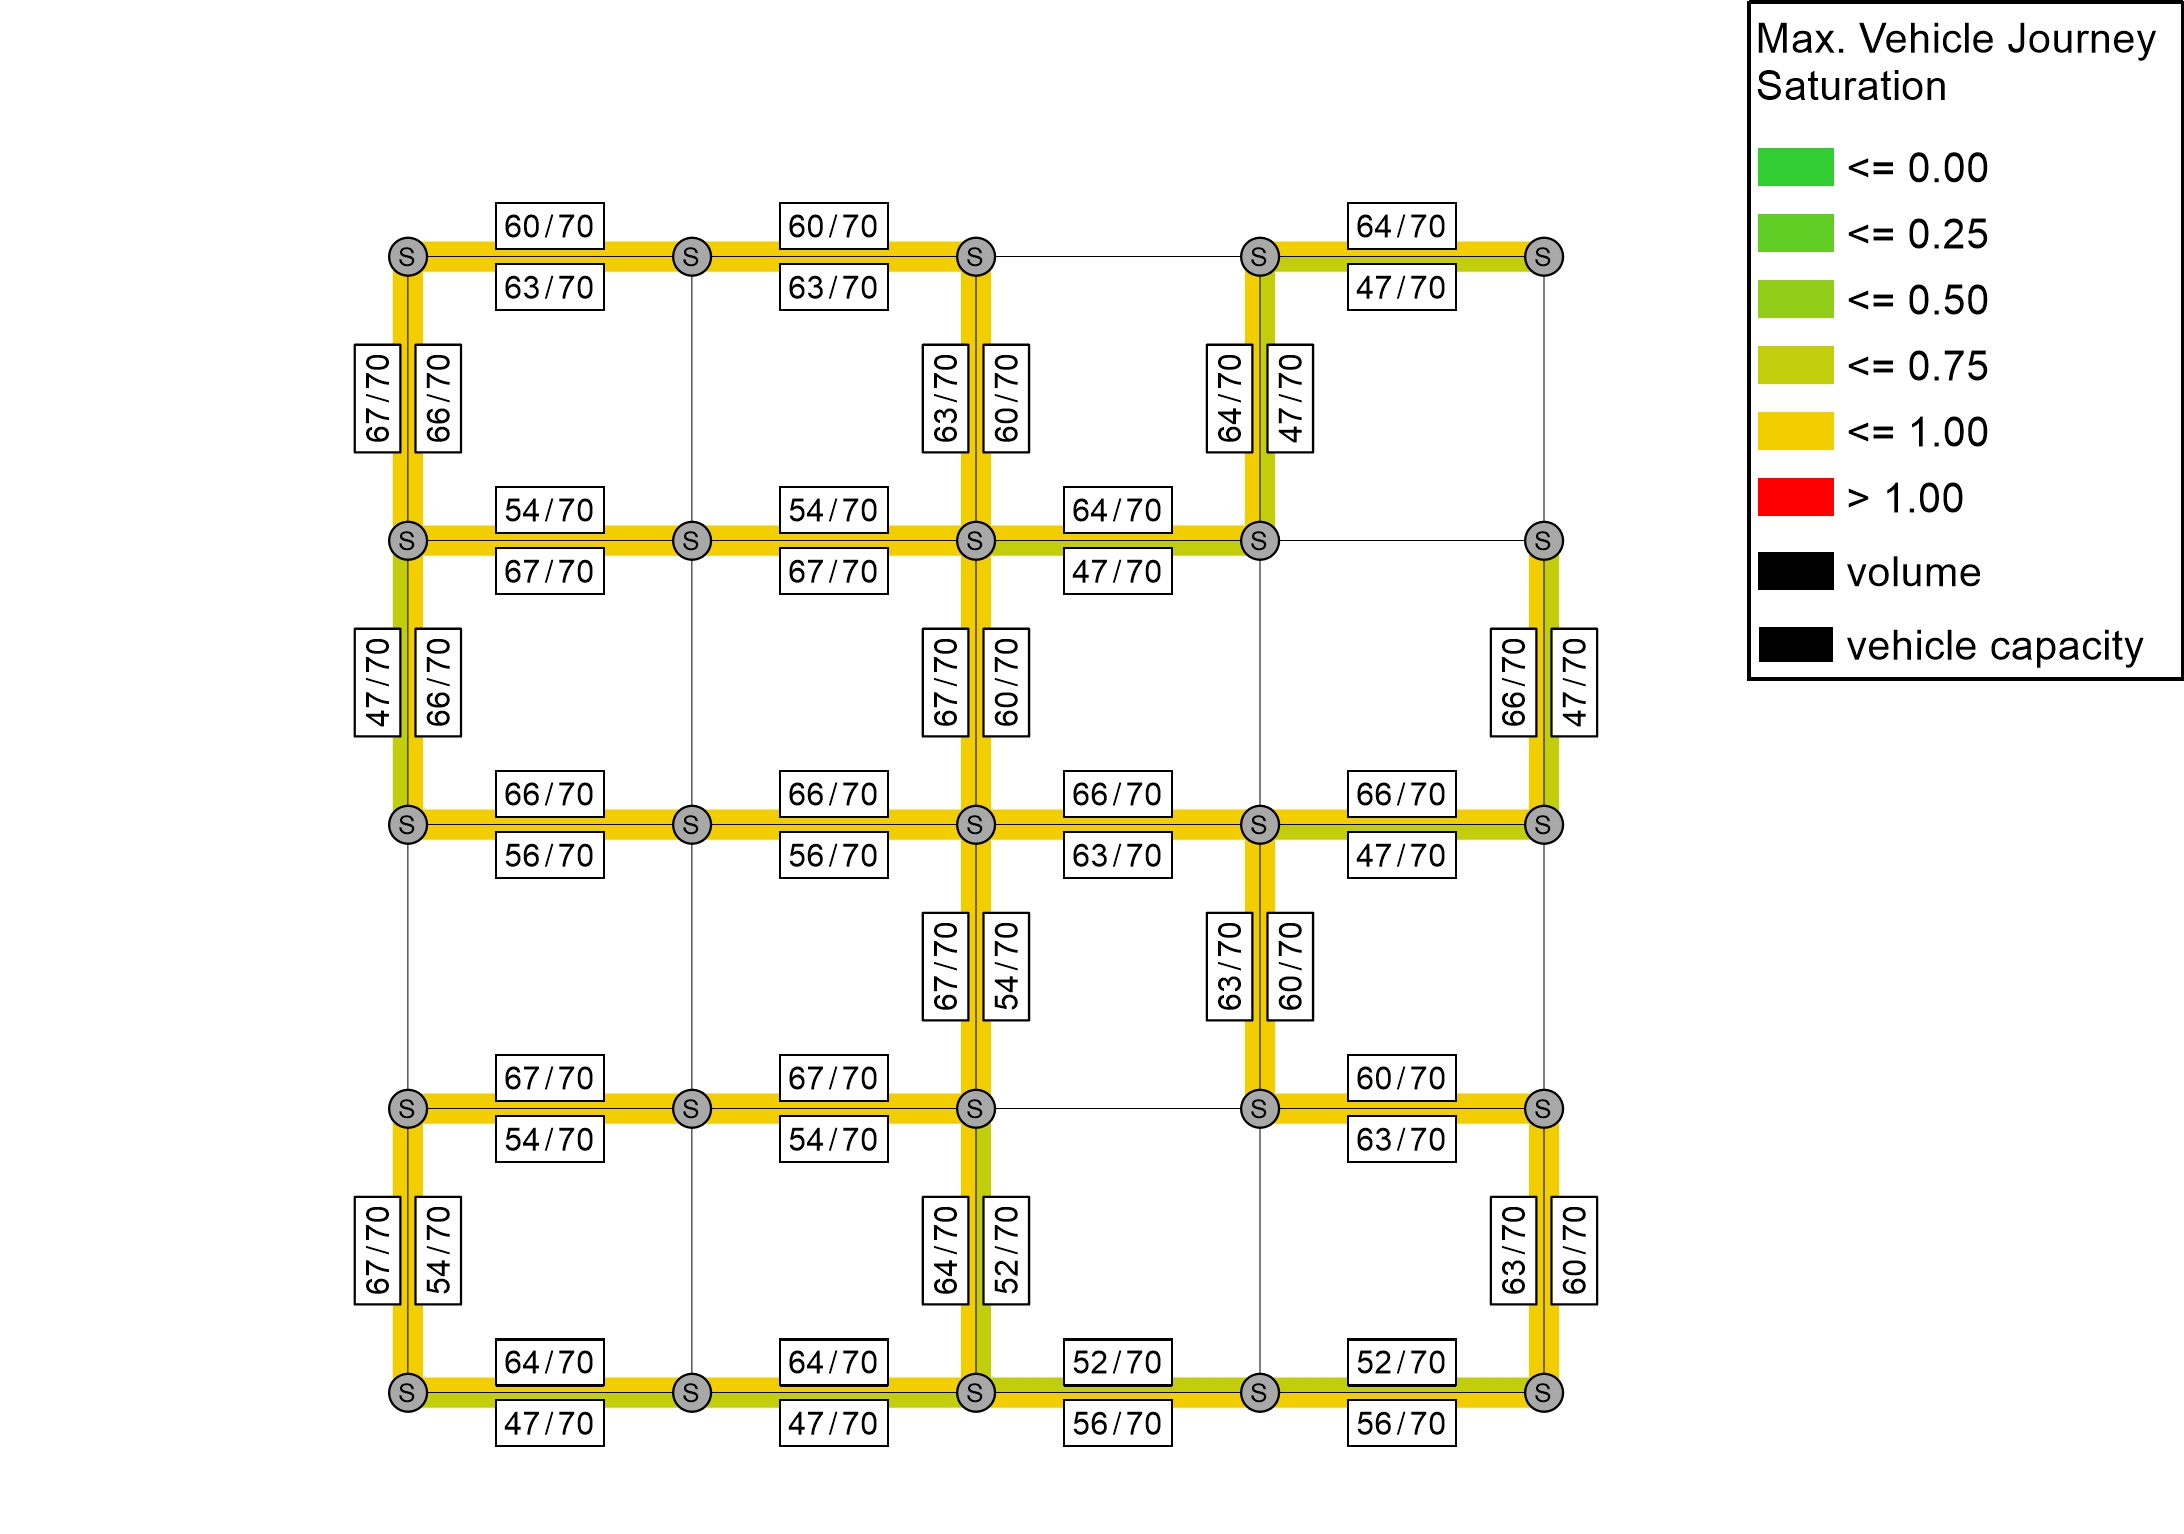 Max. Vehicle Journey
Saturation
<= 0.00
<= 0.25
<= 0.50
<= 0.75
<= 1.00
> 1.00
volume
vehicle capacity
60/70 60/70 64/70
S S S S S
63/70 63/70 47/70
67/70 66/70 63/70 60/70 64/70 47/70
54/70 54/70 64/70
S S S S S
67/70 67/70 47/70
47/70 66/70 67/70 60/70 66/70 47/70
66/70 66/70 66/70 66/70
S S S S S
56/70 56/70 63/70 47/70
67/70 54/70 63/70 60/70
67/70 67/70 60/70
S S S S S
54/70 54/70 63/70
67/70 54/70 64/70 52/70 63/70 60/70
64/70 64/70 52/70 52/70
S S S S S
47/70 47/70 56/70 56/70